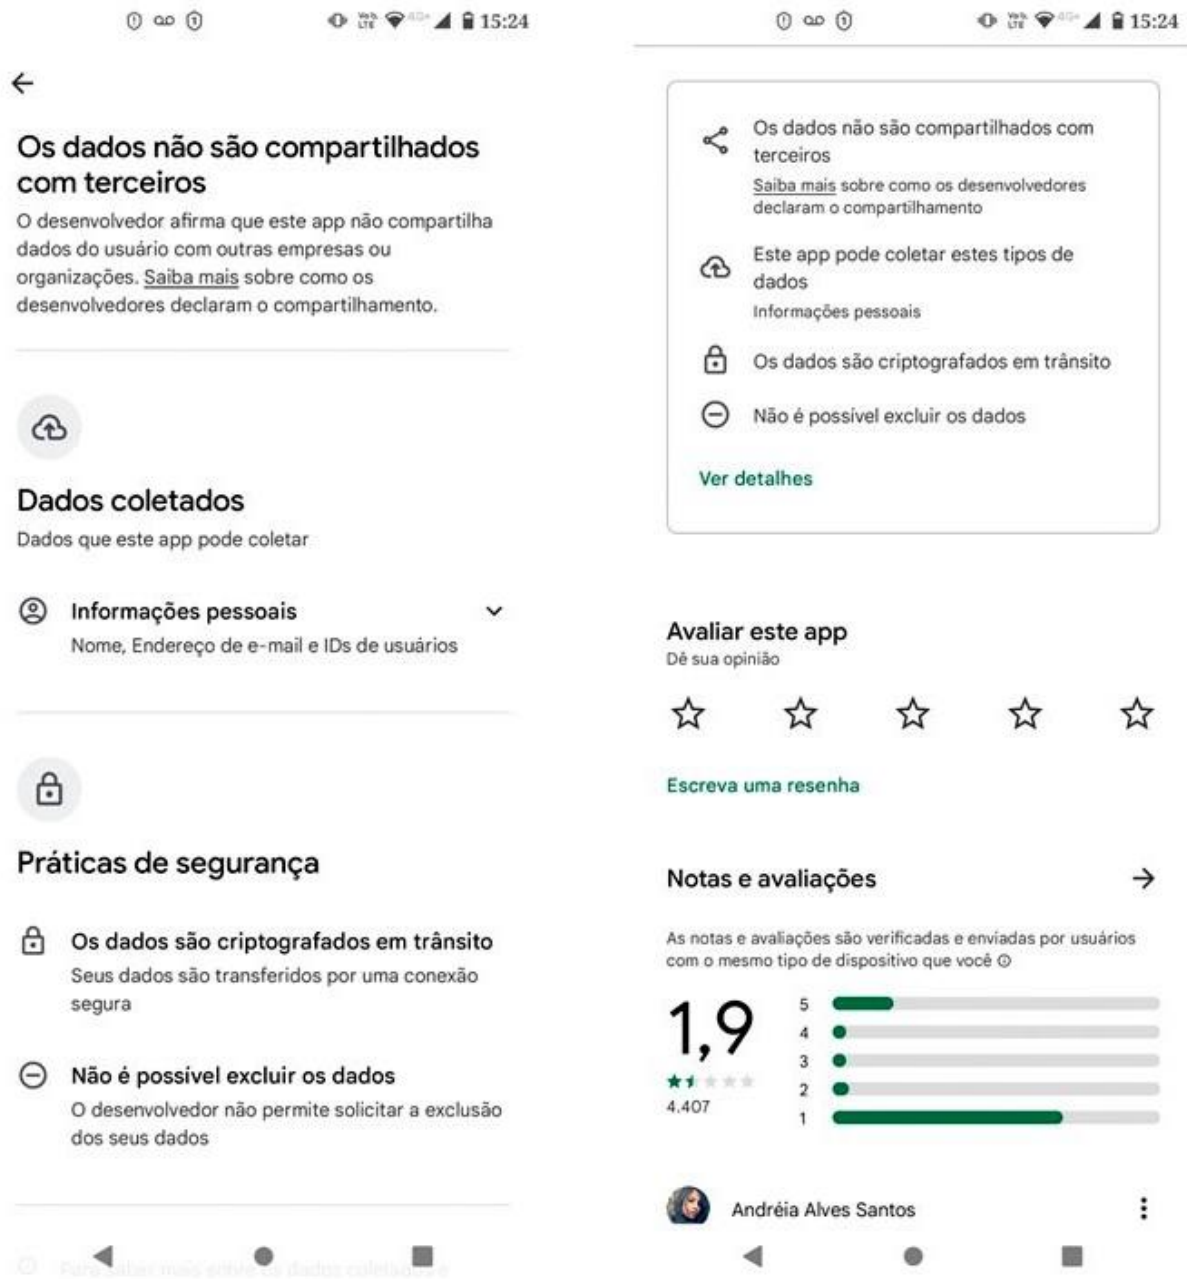 15:24
Os dados não são compartilhados
com terceiros
O desenvolvedor afirma que este app não compartilha
dados do usuário com outras empresas ou
organizações. Saiba mais sobre como os
desenvolvedores declaram o compartilhamento.
Dados coletados
Dados que este app pode coletar
Informações pessoais
Nome, Endereço de e-mail e IDs de usuários
Práticas de segurança
Os dados são criptografados em trânsito
Seus dados são transferidos por uma conexão
segura
Não é possível excluir os dados
O desenvolvedor não permite solicitar a exclusão
dos seus dados
Para saber mais sobre os dados coletados e
15:24
Os dados não são compartilhados com
terceiros
Saiba mais sobre como os desenvolvedores
declaram o compartilhamento
Este app pode coletar estes tipos de
dados
Informações pessoais
Os dados são criptografados em trânsito
Não é possível excluir os dados
Ver detalhes
Avaliar este app
Dê sua opinião
Escreva uma resenha
Notas e avaliações
As notas e avaliações são verificadas e enviadas por usuários
com o mesmo tipo de dispositivo que você
1,9
4.407
5
4
3
2
1
Andréia Alves Santos